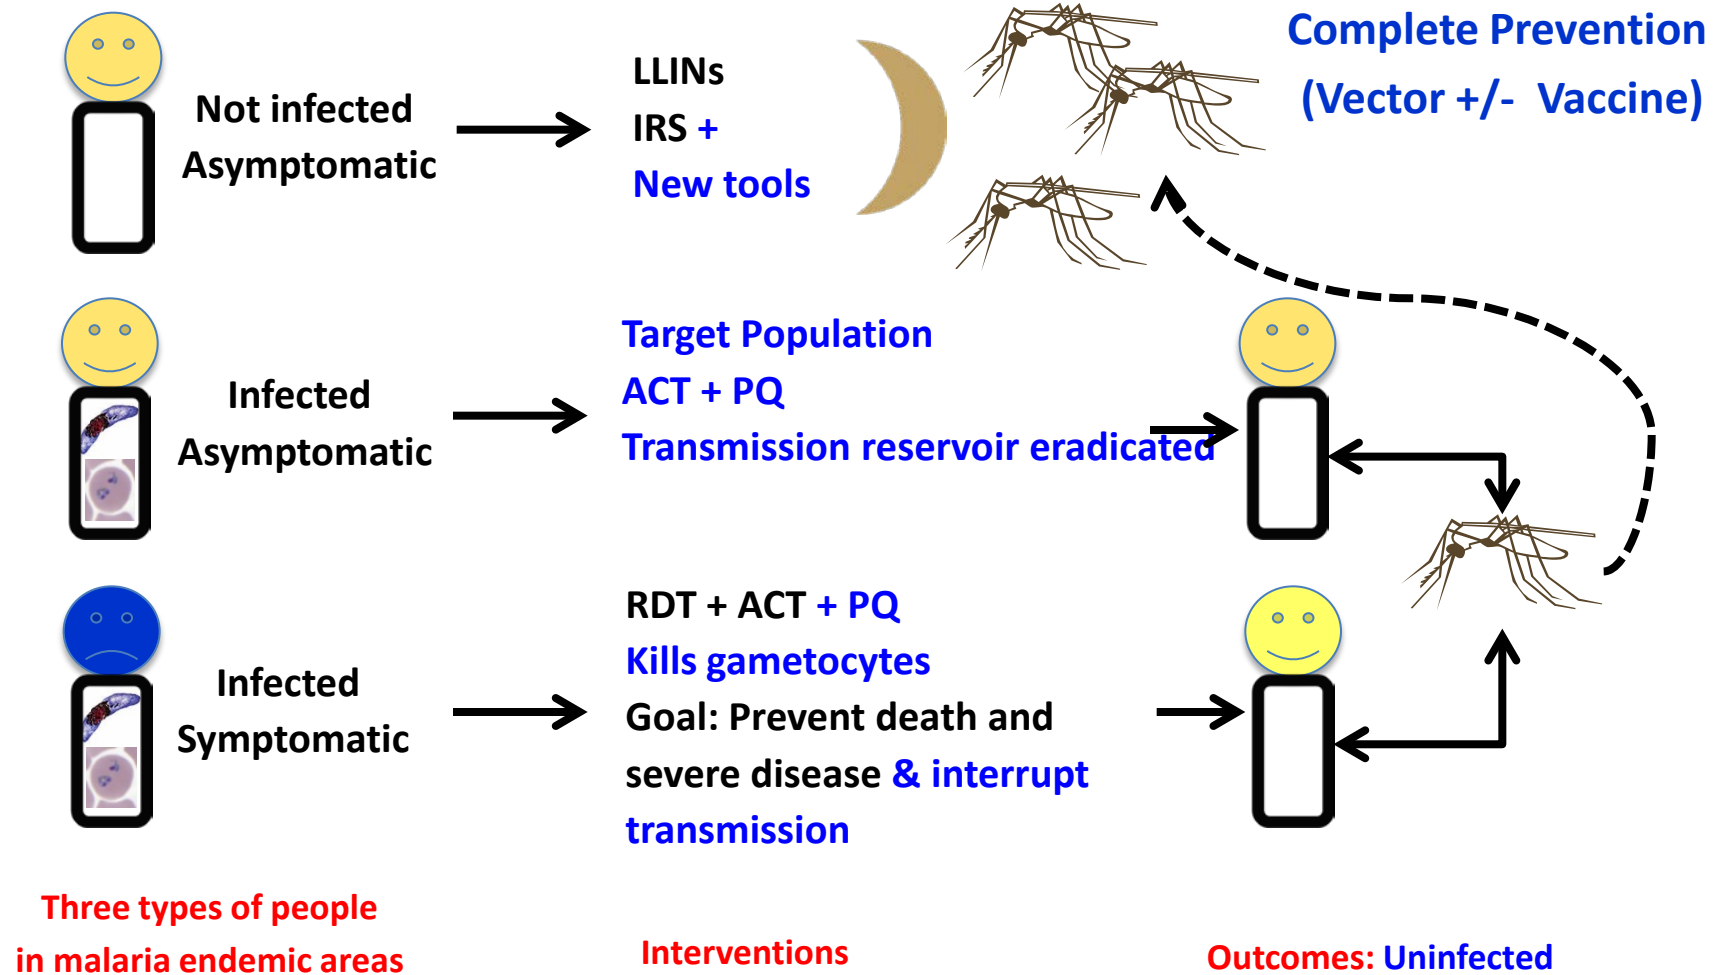 Not infected
Asymptomatic
LLINs
IRS +
New tools
Complete Prevention
(Vector +/- Vaccine)
Infected
Asymptomatic
Target Population
ACT + PQ
Transmission reservoir eradicated
Infected
Symptomatic
RDT + ACT + PQ
Kills gametocytes
Goal: Prevent death and
severe disease & interrupt
transmission
Three types of people
in malaria endemic areas
Interventions
Outcomes: Uninfected